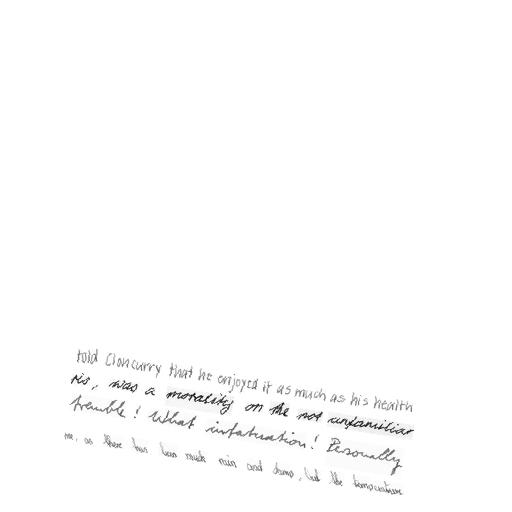 told Cloncurry that he enjoyed it as much as his health
ris, was a morality on the not unfamiliar
tremble! What infatuation! Personally
me, as there has been much rain and damp, but the temperature